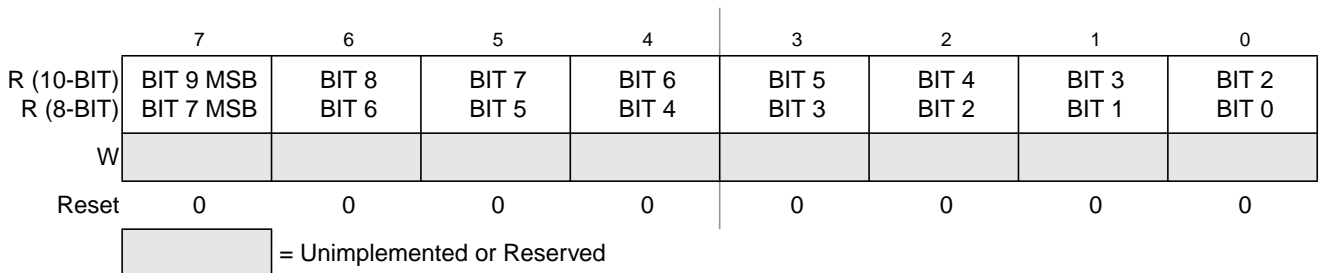 7 6 5 4 3 2 1 0
R (10-BIT) BIT 9 MSB BIT 8 BIT 7 BIT 6 BIT 5 BIT 4 BIT 3 BIT 2
R (8-BIT) BIT 7 MSB BIT 6 BIT 5 BIT 4 BIT 3 BIT 2 BIT 1 BIT 0
W
Reset 0 0 0 0 0 0 0 0
= Unimplemented or Reserved